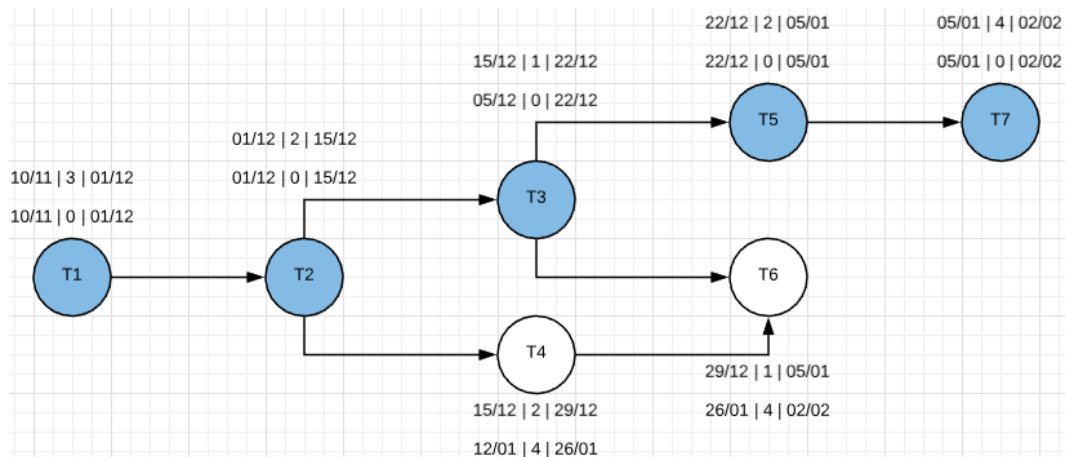 22/12 | 2 | 05/01
05/01 | 4 | 02/02
22/12 | 0 | 05/01
05/01 | 0 | 02/02
15/12 | 1 | 22/12
05/12 | 0 | 22/12
T5
T7
01/12 | 2 | 15/12
01/12 | 0 | 15/12
10/11 | 3 | 01/12
10/11 | 0 | 01/12
T3
T1
T2
T6
T4
29/12 | 1 | 05/01
26/01 | 4 | 02/02
15/12 | 2 | 29/12
12/01 | 4 | 26/01